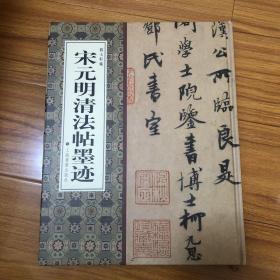 漢公所臨良是
閣學士院鑒書博士柯九思
鄧氏書室
宋元明清法帖墨迹